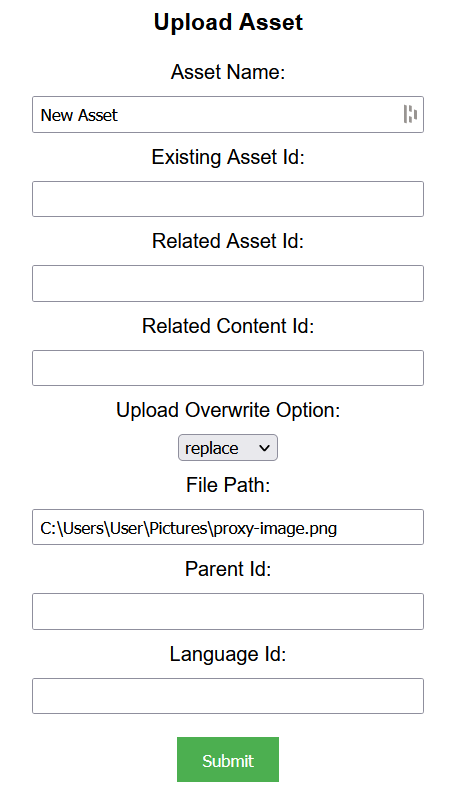 Upload Asset
Asset Name:
New Asset
Existing Asset Id:
Related Asset Id:
Related Content Id:
Upload Overwrite Option:
replace
File Path:
C:\Users\User\Pictures\proxy-image.png
Parent Id:
Language Id:
Submit